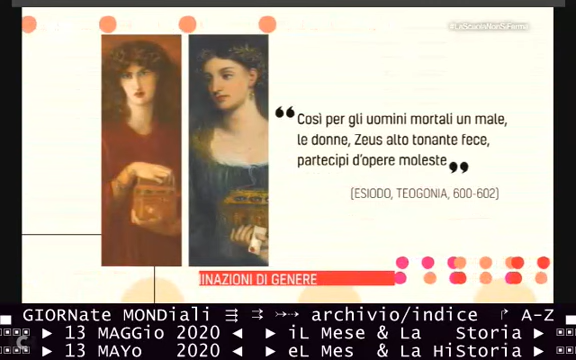 #LaScuolaNonSiFerma
“Così per gli uomini mortali un male,
le donne, Zeus alto tonante fece,
partecipi d'opere moleste”
(ESIODO, TEOGONIA, 600-602)
INAZIONI DI GENERE
GIORNate MONDiali ⇶ ⇉ ⤐ archivio/indice ↱ A-Z
▶ 13 MAGGio 2020 ◀ ▶ iL Mese & La Storia
▶ 13 MAYo 2020 ◀ ▶ eL Mes & La HiStoria